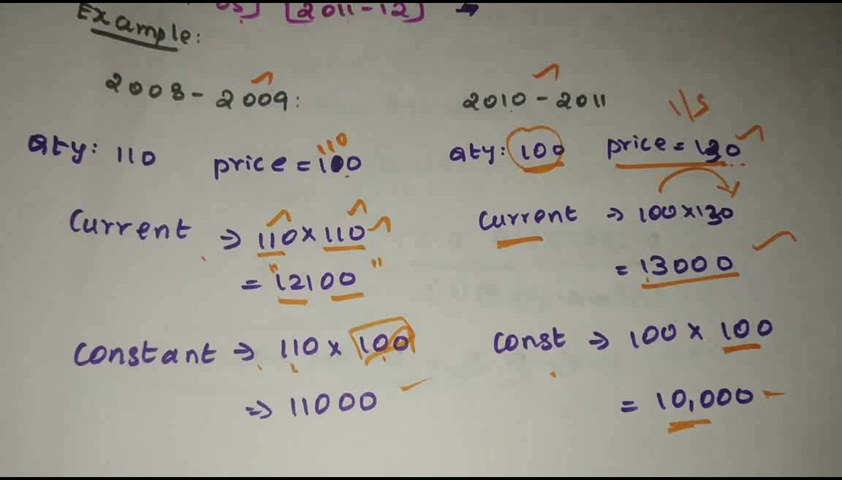 [2011-12]
Example:
2008 - 2009:
Qty: 110 price = 100
110
Current ⇒ 110 × 110
= "12100"
Constant ⇒ 110 × 100
⇒ 11000
2010 - 2011
Qty: 100 price = 130
Current ⇒ 100 × 130
= 13000
Const ⇒ 100 × 100
= 10,000